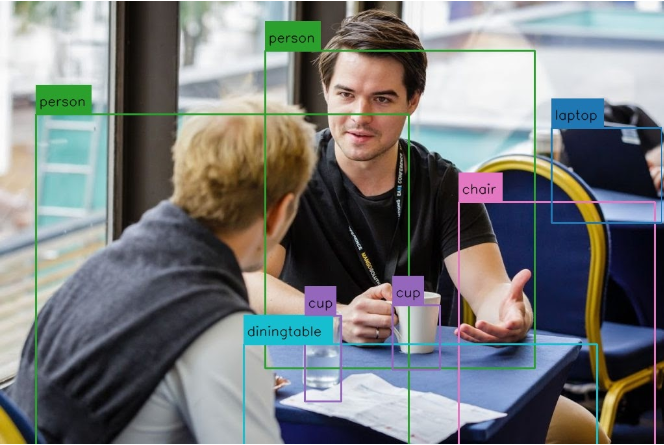 person
person
laptop
chair
cup
cup
diningtable